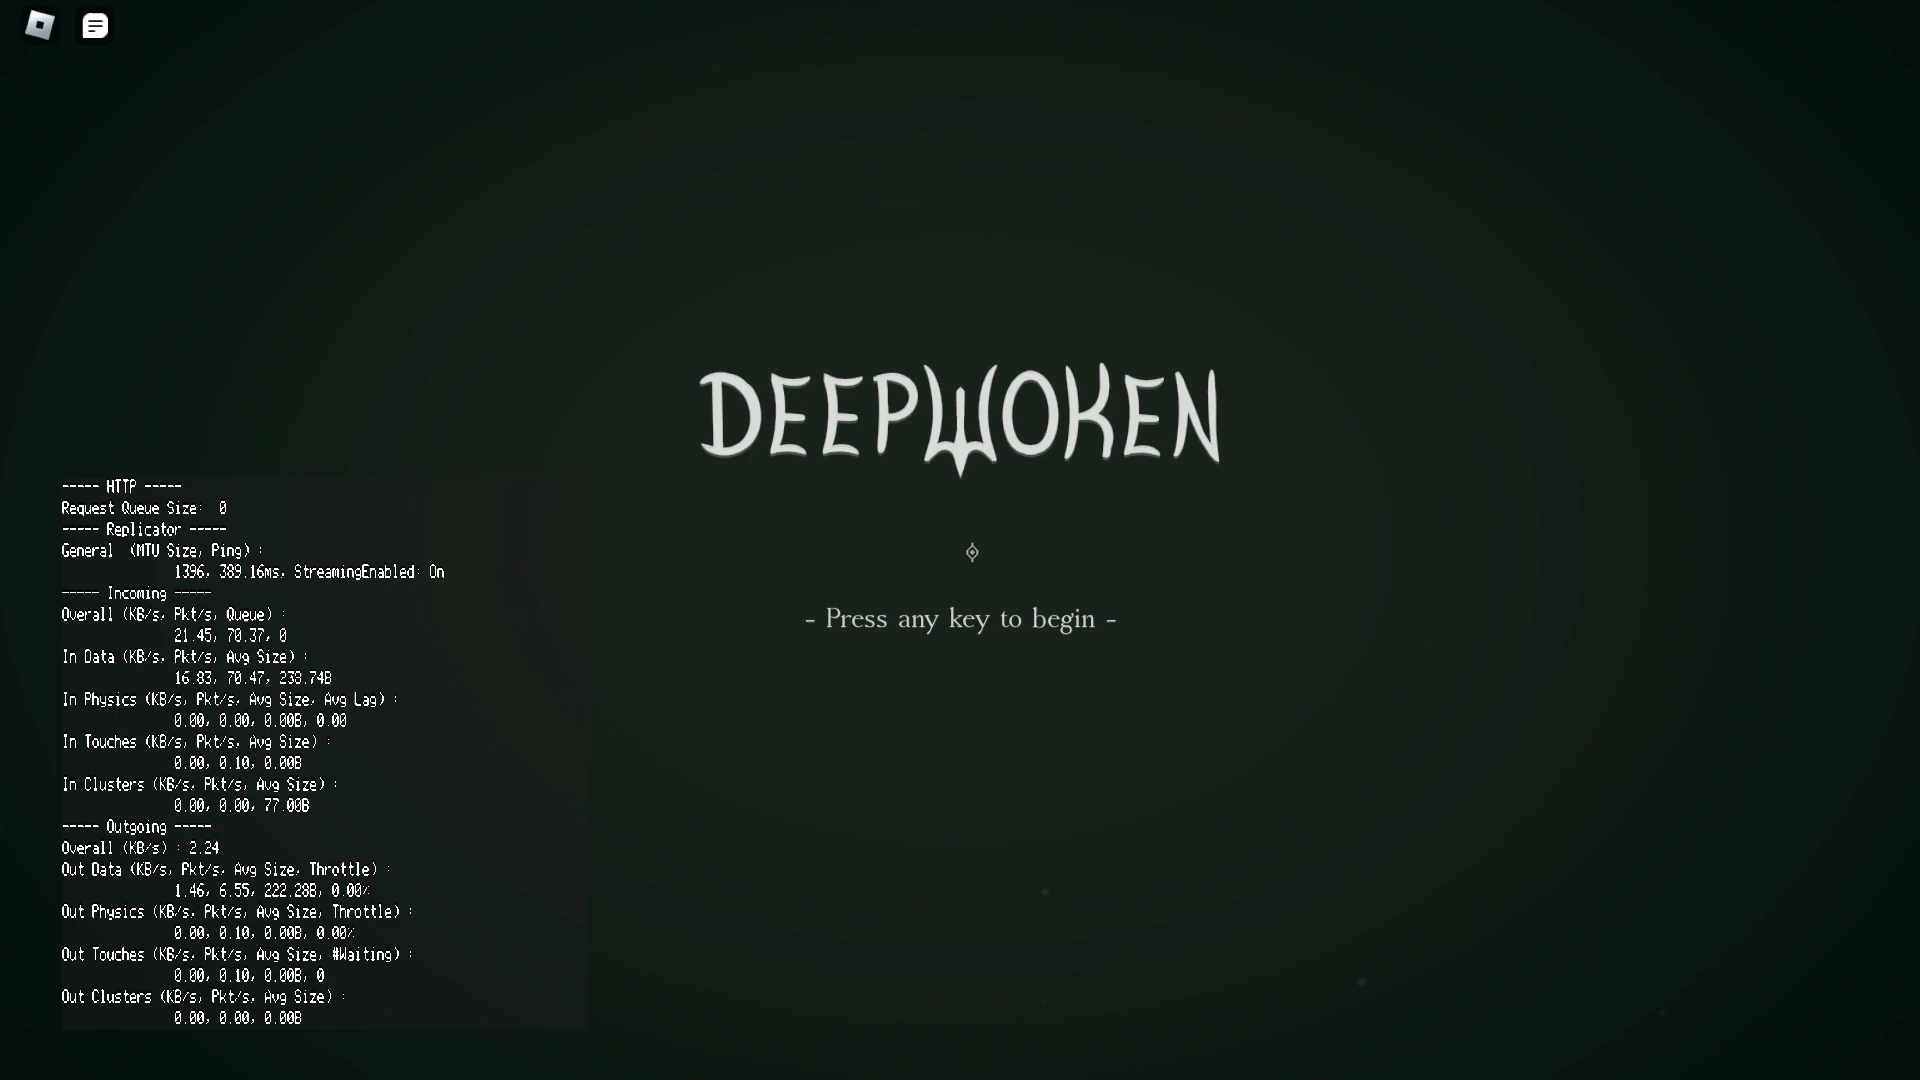 DEEPWOKEN
- Press any key to begin -
----- HTTP -----
Request Queue Size: 0
----- Replicator -----
General (MTU Size, Ping) :
1396, 389.16ms, StreamingEnabled: On
----- Incoming -----
Overall (KB/s, Pkt/s, Queue) :
21.45, 70.37, 0
In Data (KB/s, Pkt/s, Avg Size) :
16.83, 70.47, 238.74B
In Physics (KB/s, Pkt/s, Avg Size, Avg Lag) :
0.00, 0.00, 0.00B, 0.00
In Touches (KB/s, Pkt/s, Avg Size) :
0.00, 0.10, 0.00B
In Clusters (KB/s, Pkt/s, Avg Size) :
0.00, 0.00, 77.00B
----- Outgoing -----
Overall (KB/s) : 2.24
Out Data (KB/s, Pkt/s, Avg Size, Throttle) :
1.46, 6.55, 222.28B, 0.00%
Out Physics (KB/s, Pkt/s, Avg Size, Throttle) :
0.00, 0.10, 0.00B, 0.00%
Out Touches (KB/s, Pkt/s, Avg Size, #Waiting) :
0.00, 0.10, 0.00B, 0
Out Clusters (KB/s, Pkt/s, Avg Size) :
0.00, 0.00, 0.00B